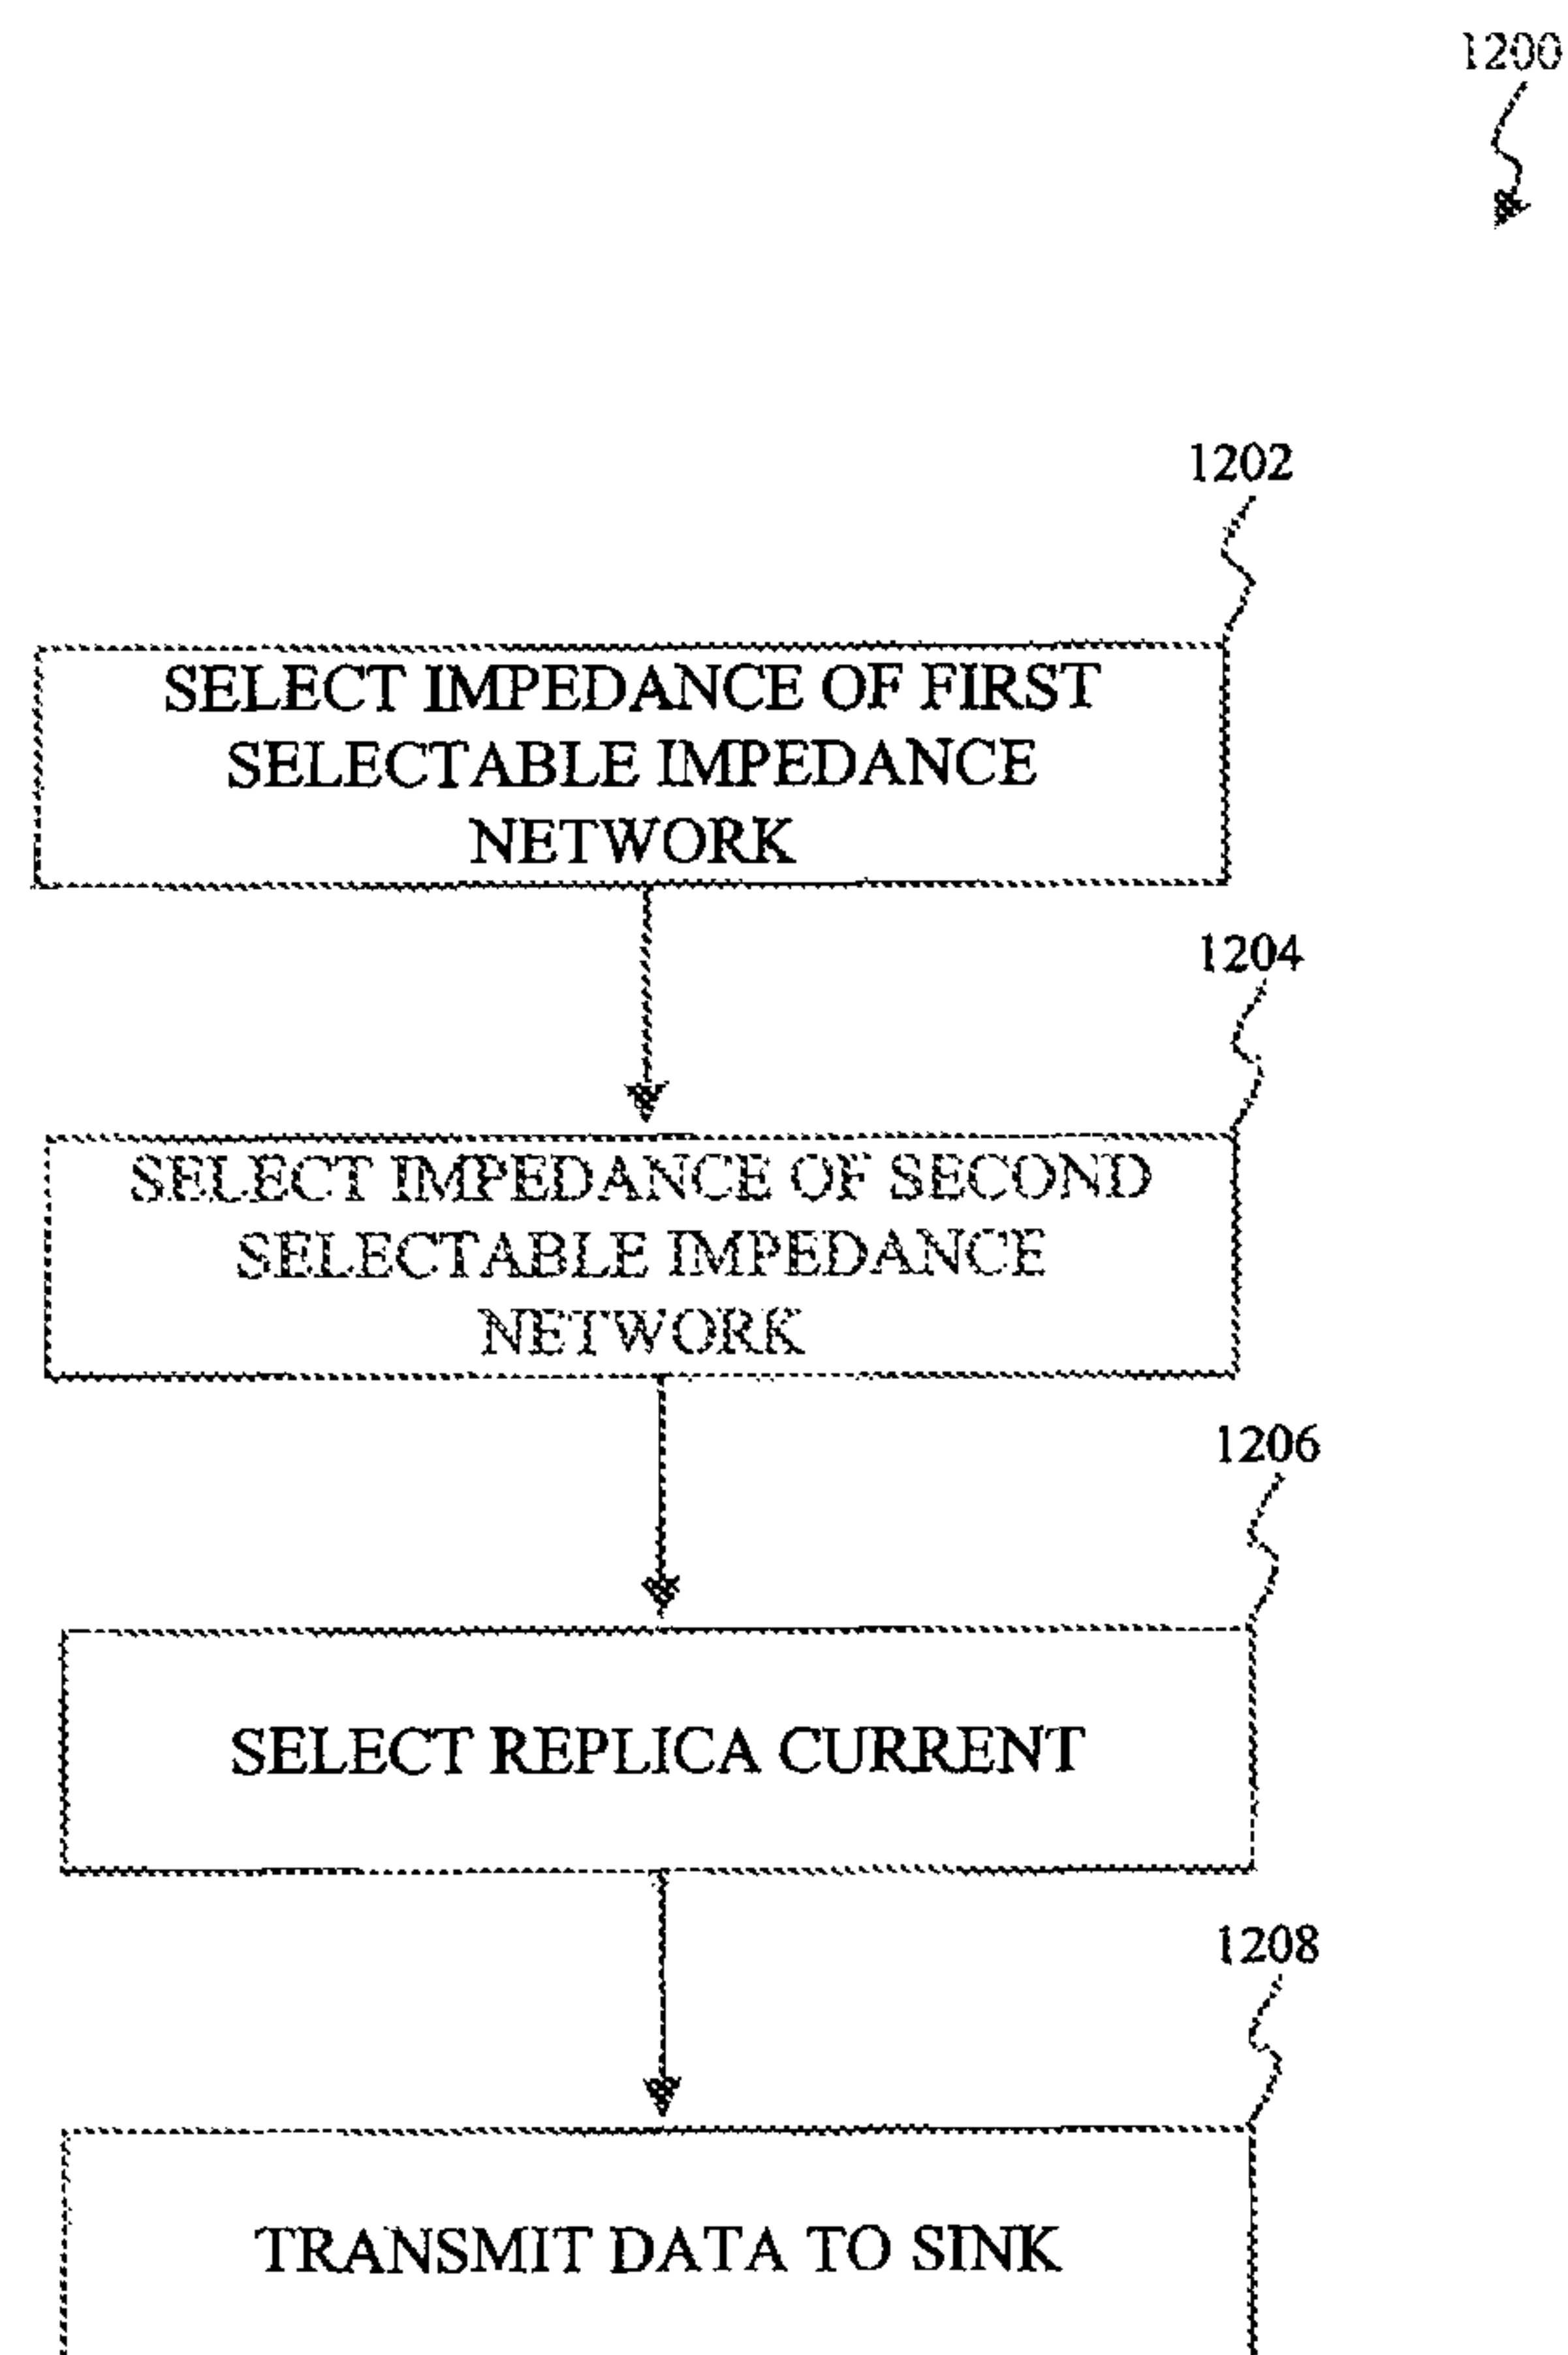 1200
1202
SELECT IMPEDANCE OF FIRST
SELECTABLE IMPEDANCE
NETWORK
1204
SELECT IMPEDANCE OF SECOND
SELECTABLE IMPEDANCE
NETWORK
1206
SELECT REPLICA CURRENT
1208
TRANSMIT DATA TO SINK